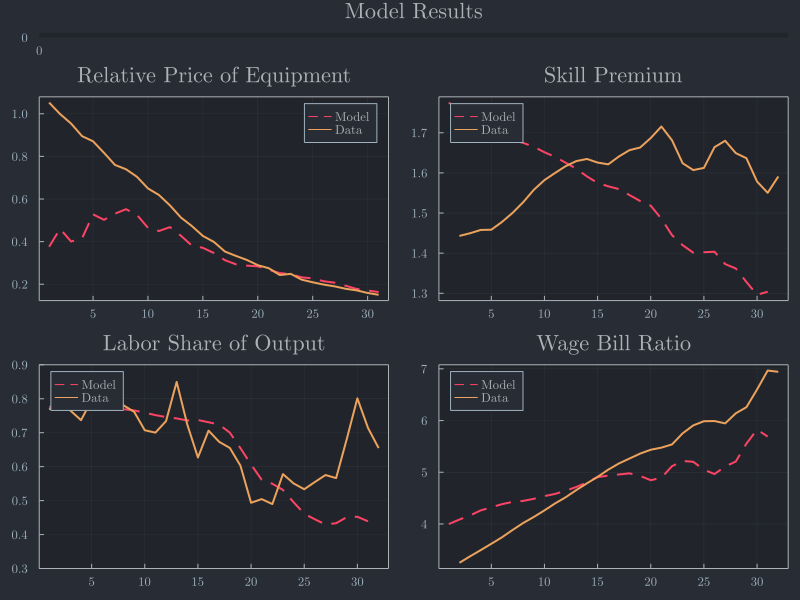 Model Results
0
0
Relative Price of Equipment
Skill Premium
1.0
0.8
0.6
0.4
0.2
Model
Data
5 10 15 20 25 30
1.7
1.6
1.5
1.4
1.3
Model
Data
5 10 15 20 25 30
Labor Share of Output
Wage Bill Ratio
0.9
0.8
0.7
0.6
0.5
0.4
0.3
Model
Data
5 10 15 20 25 30
7
6
5
4
Model
Data
5 10 15 20 25 30